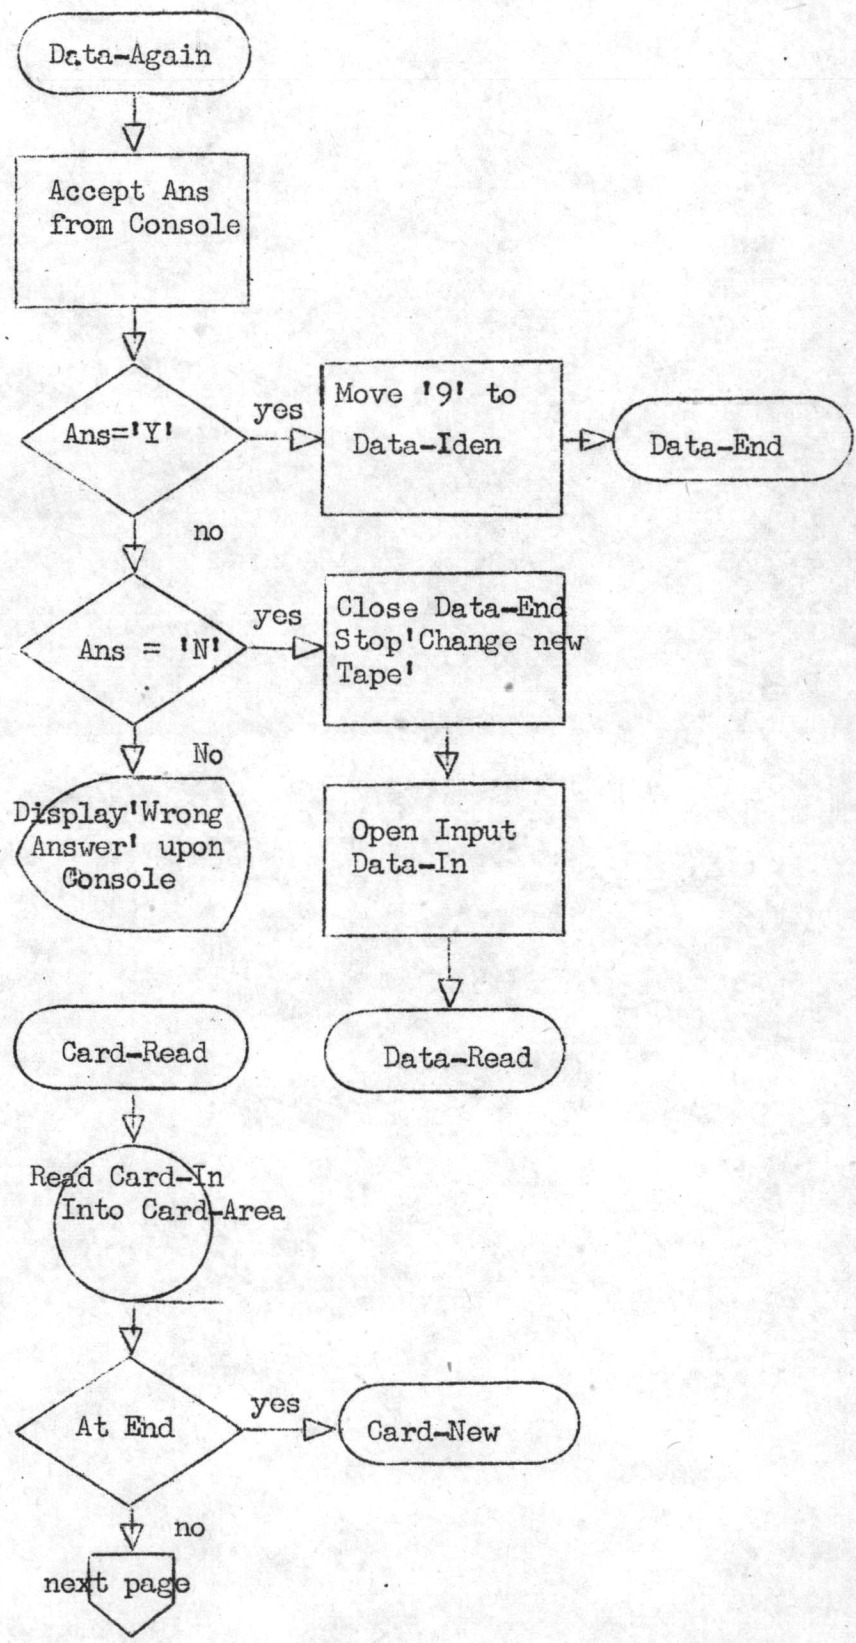 Data-Again
Accept Ans
from Console
Ans='Y'
yes
Move '9' to
Data-Iden
Data-End
no
Ans = 'N'
yes
Close Data-End
Stop'Change new
Tape'
No
Display'Wrong
Answer' upon
Console
Open Input
Data-In
Card-Read
Data-Read
Read Card-In
Into Card-Area
At End
yes
Card-New
no
next page